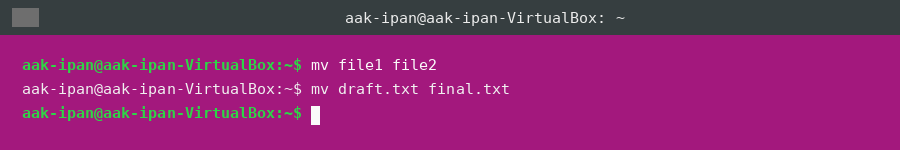 aak-ipan@aak-ipan-VirtualBox: ~
aak-ipan@aak-ipan-VirtualBox:~$ mv file1 file2
aak-ipan@aak-ipan-VirtualBox:~$ mv draft.txt final.txt
aak-ipan@aak-ipan-VirtualBox:~$